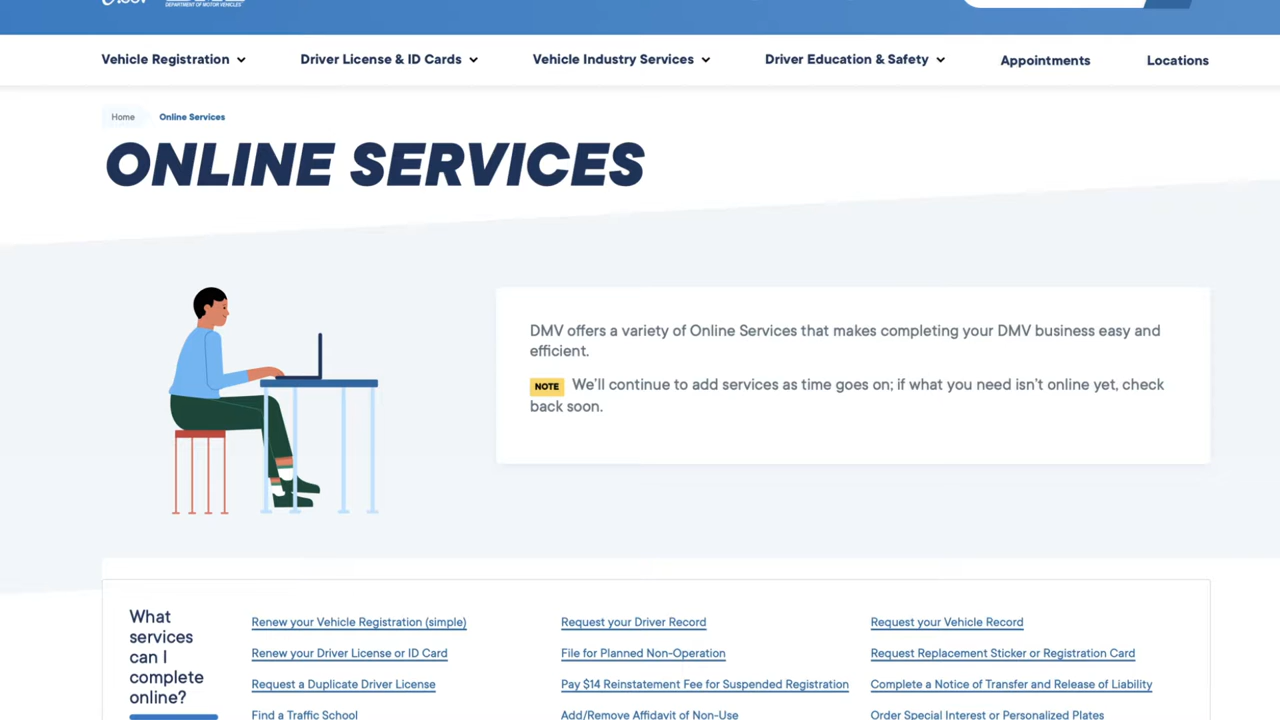 DEPARTMENT OF MOTOR VEHICLES
Vehicle Registration
Driver License & ID Cards
Vehicle Industry Services
Driver Education & Safety
Appointments
Locations
Home
Online Services
ONLINE SERVICES
DMV offers a variety of Online Services that makes completing your DMV business easy and
efficient.
NOTE We'll continue to add services as time goes on; if what you need isn't online yet, check
back soon.
What
services
can I
complete
online?
Renew your Vehicle Registration (simple)
Renew your Driver License or ID Card
Request a Duplicate Driver License
Find a Traffic School
Request your Driver Record
File for Planned Non-Operation
Pay $14 Reinstatement Fee for Suspended Registration
Add/Remove Affidavit of Non-Use
Request your Vehicle Record
Request Replacement Sticker or Registration Card
Complete a Notice of Transfer and Release of Liability
Order Special Interest or Personalized Plates